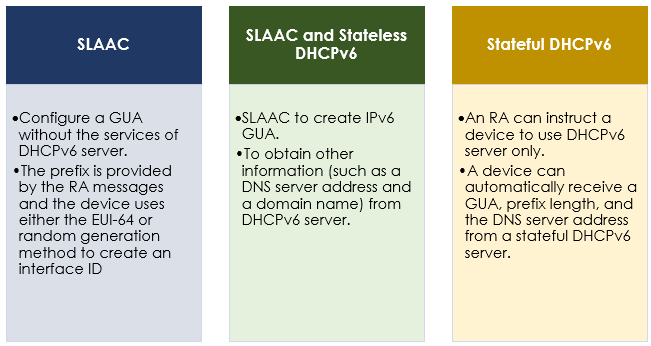 SLAAC
•Configure a GUA
without the services of
DHCPv6 server.
•The prefix is provided
by the RA messages
and the device uses
either the EUI-64 or
random generation
method to create an
interface ID
SLAAC and Stateless
DHCPv6
•SLAAC to create IPv6
GUA.
•To obtain other
information (such as a
DNS server address and
a domain name) from
DHCPv6 server.
Stateful DHCPv6
•An RA can instruct a
device to use DHCPv6
server only.
•A device can
automatically receive a
GUA, prefix length, and
the DNS server address
from a stateful DHCPv6
server.